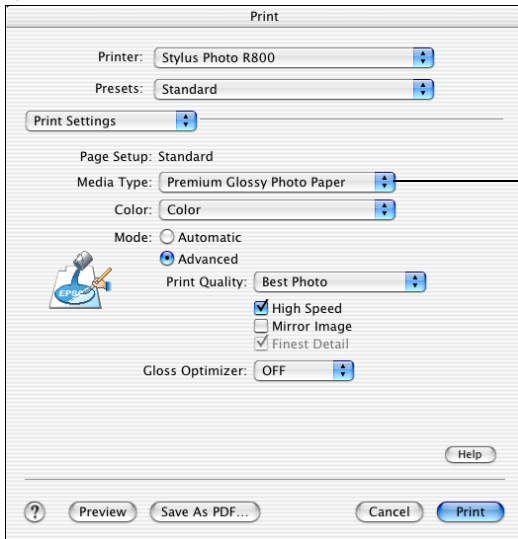 Print
Printer: Stylus Photo R800
Presets: Standard
Print Settings
Page Setup: Standard
Media Type: Premium Glossy Photo Paper
Color: Color
Mode: Automatic
Advanced
EPSON
Print Quality: Best Photo
High Speed
Mirror Image
Finest Detail
Gloss Optimizer: OFF
Help
? Preview Save As PDF... Cancel Print